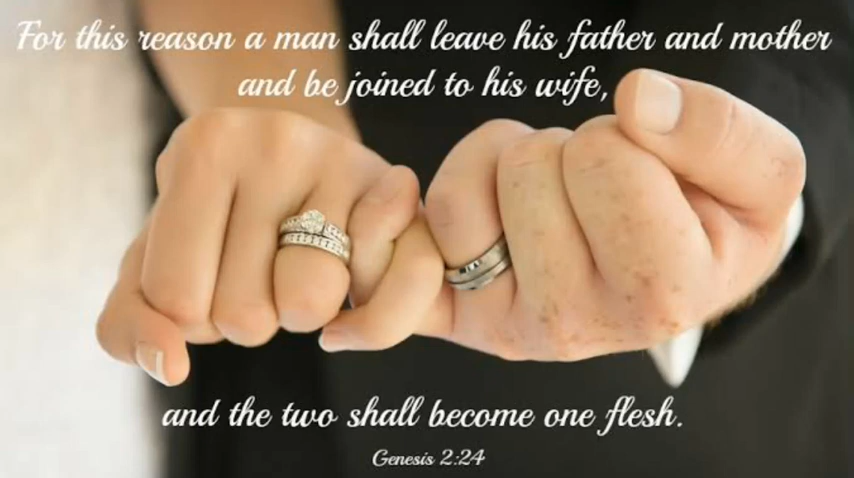 For this reason a man shall leave his father and mother
and be joined to his wife,
and the two shall become one flesh.
Genesis 2:24